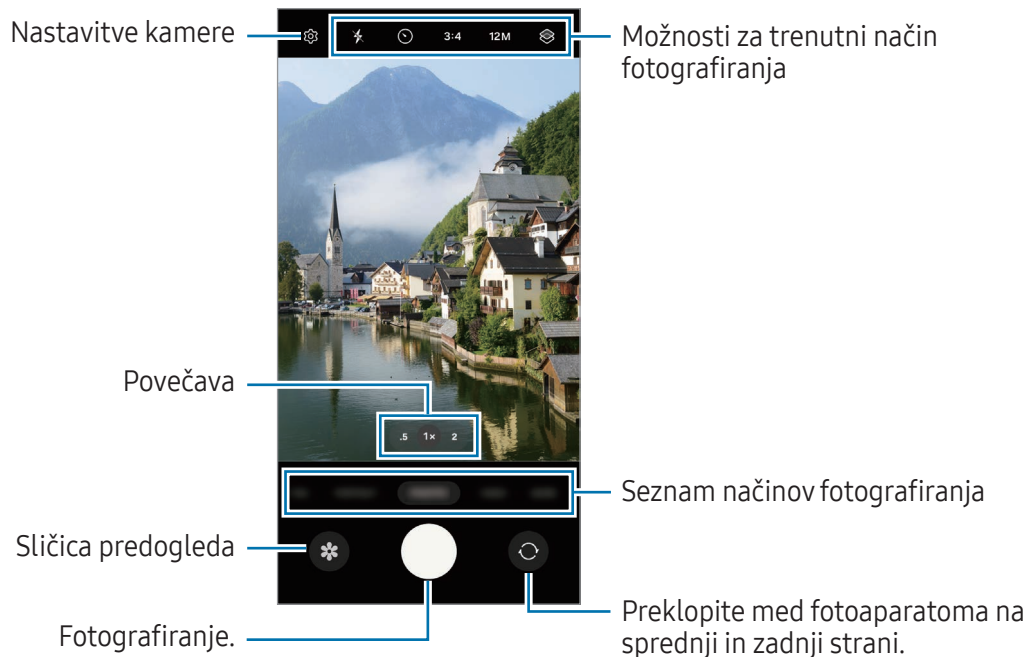 Nastavitve kamere
3:4
12M
Možnosti za trenutni način
fotografiranja
Povečava
.5
1×
2
Seznam načinov fotografiranja
Sličica predogleda
Fotografiranje.
Preklopite med fotoaparatoma na
sprednji in zadnji strani.